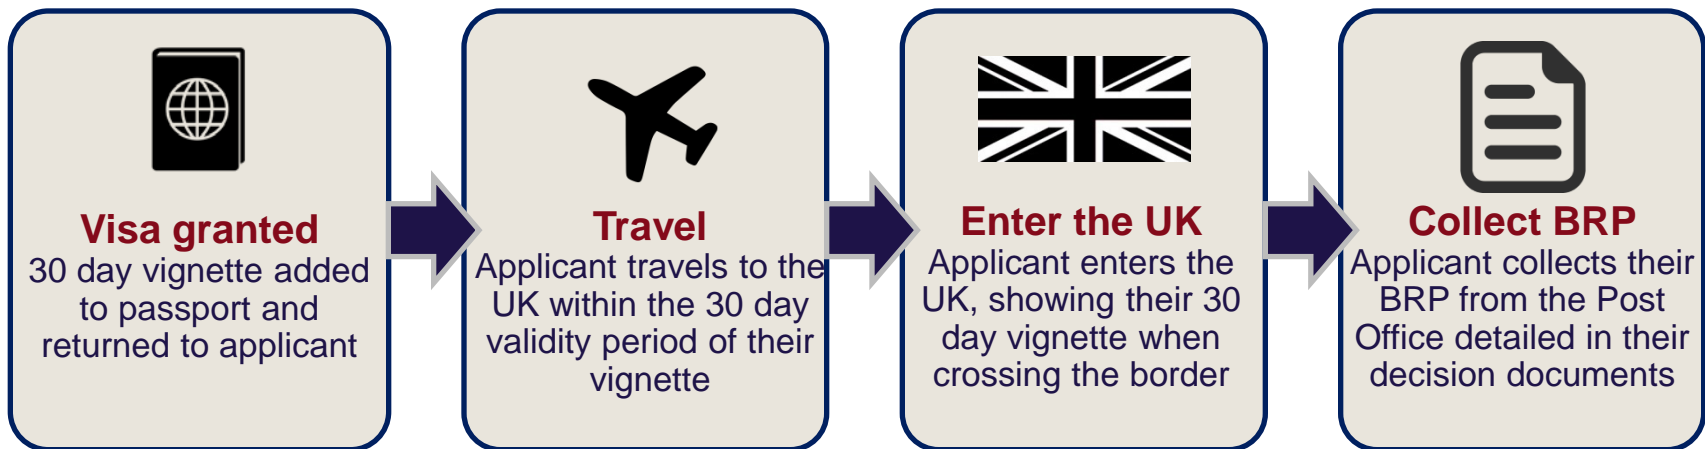 Visa granted
30 day vignette added
to passport and
returned to applicant
Travel
Applicant travels to the
UK within the 30 day
validity period of their
vignette
Enter the UK
Applicant enters the
UK, showing their 30
day vignette when
crossing the border
Collect BRP
Applicant collects their
BRP from the Post
Office detailed in their
decision documents